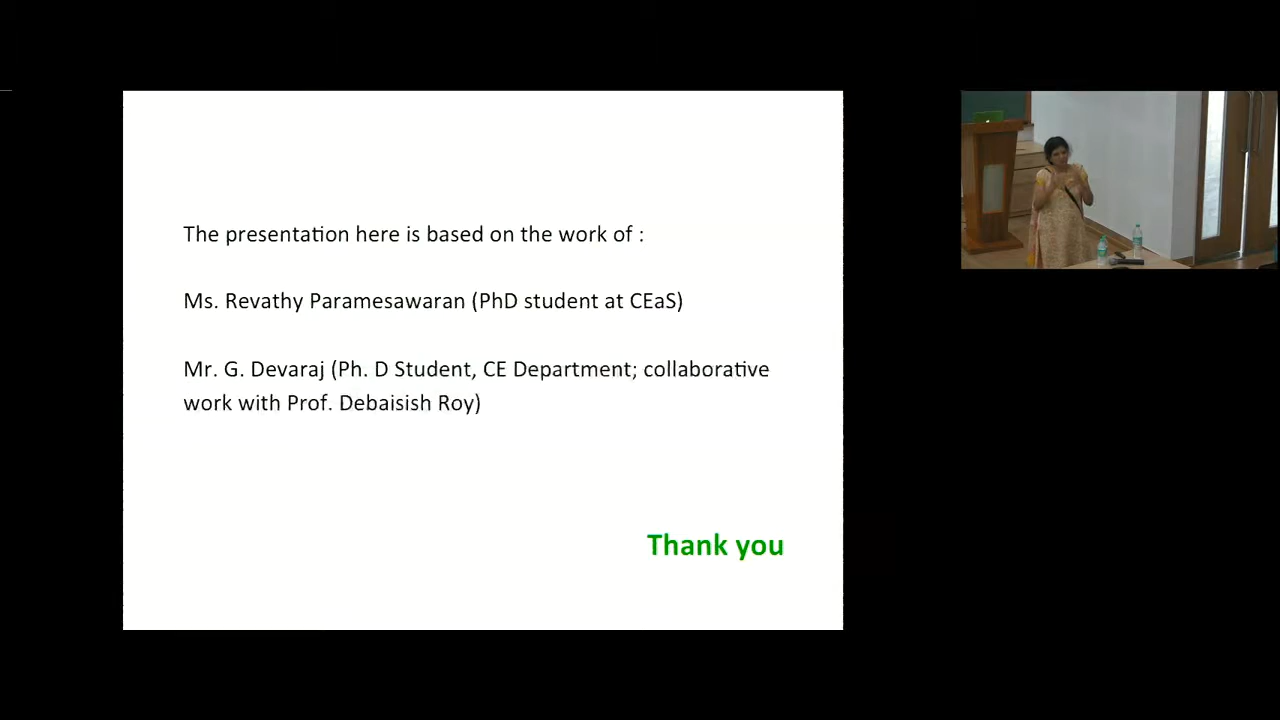 The presentation here is based on the work of :
Ms. Revathy Paramesawaran (PhD student at CEaS)
Mr. G. Devaraj (Ph. D Student, CE Department; collaborative
work with Prof. Debaisish Roy)
Thank you